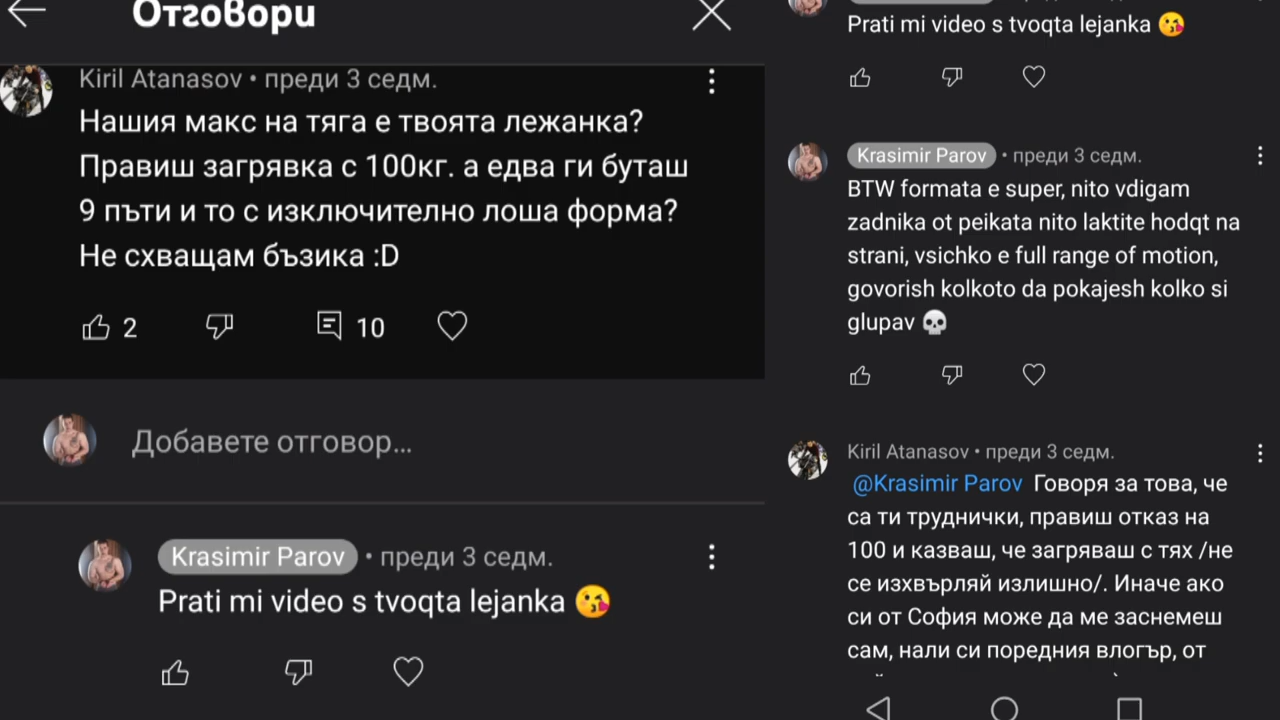 Отговори
Kiril Atanasov • преди 3 седм.
Нашия макс на тяга е твоята лежанка?
Правиш загрявка с 100кг. а едва ги буташ
9 пъти и то с изключително лоша форма?
Не схващам бъзика :D
2
10
Добавете отговор...
Krasimir Parov • преди 3 седм.
Prati mi video s tvoqta lejanka 😘
Prati mi video s tvoqta lejanka 😘
Krasimir Parov • преди 3 седм.
BTW formata e super, nito vdigam
zadnika ot peikata nito laktite hodqt na
strani, vsichko e full range of motion,
govorish kolkoto da pokajesh kolko si
glupav 💀
Kiril Atanasov • преди 3 седм.
@Krasimir Parov Говоря за това, че
са ти труднички, правиш отказ на
100 и казваш, че загряваш с тях /не
се изхвърляй излишно/. Иначе ако
си от София може да ме заснемеш
сам, нали си поредния влогър, от